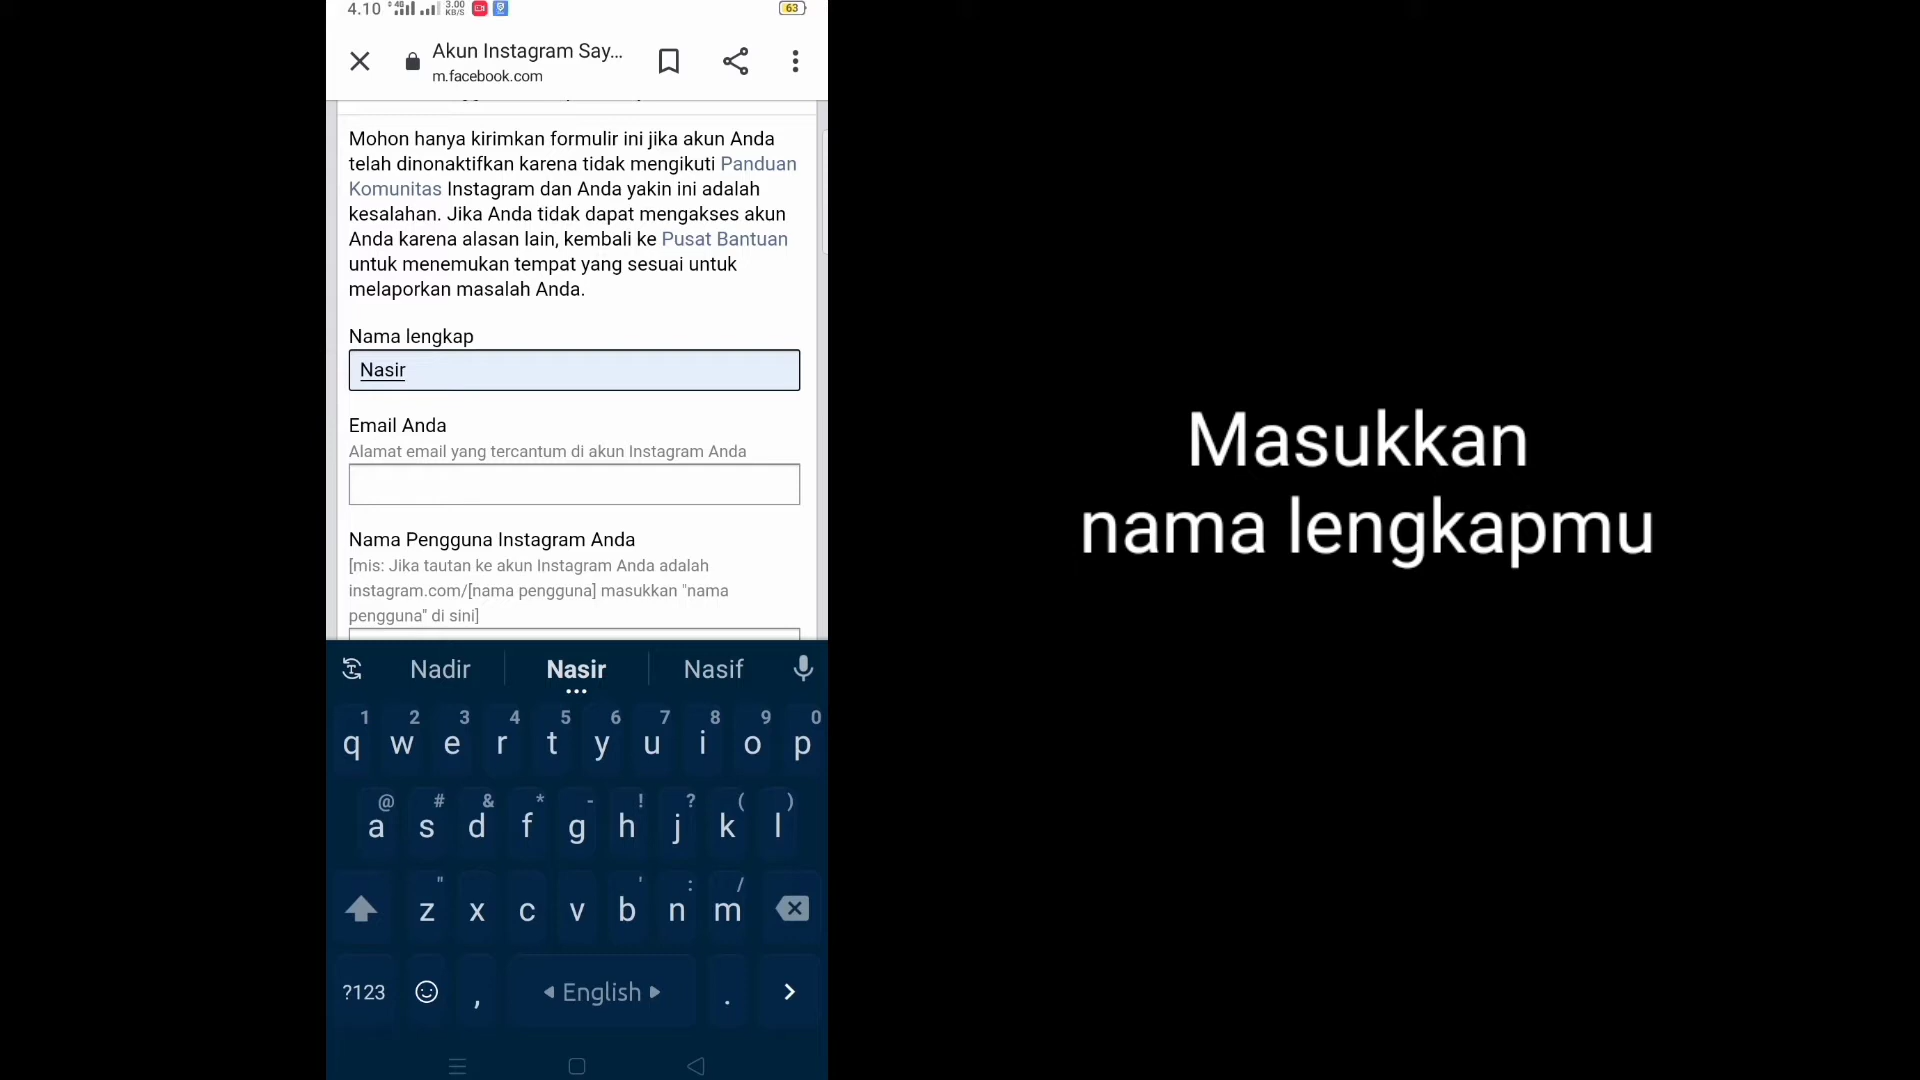 4.10 4G 3.00 KB/S 63
Akun Instagram Say...
m.facebook.com
Mohon hanya kirimkan formulir ini jika akun Anda
telah dinonaktifkan karena tidak mengikuti Panduan
Komunitas Instagram dan Anda yakin ini adalah
kesalahan. Jika Anda tidak dapat mengakses akun
Anda karena alasan lain, kembali ke Pusat Bantuan
untuk menemukan tempat yang sesuai untuk
melaporkan masalah Anda.
Nama lengkap
Nasir
Email Anda
Alamat email yang tercantum di akun Instagram Anda
Nama Pengguna Instagram Anda
[mis: Jika tautan ke akun Instagram Anda adalah
instagram.com/[nama pengguna] masukkan "nama
pengguna" di sini]
Nadir Nasir Nasif
1 2 3 4 5 6 7 8 9 0
q w e r t y u i o p
@ # & * - ! ? ( )
a s d f g h j k l
" ' : /
z x c v b n m
?123 , English .
Masukkan
nama lengkapmu